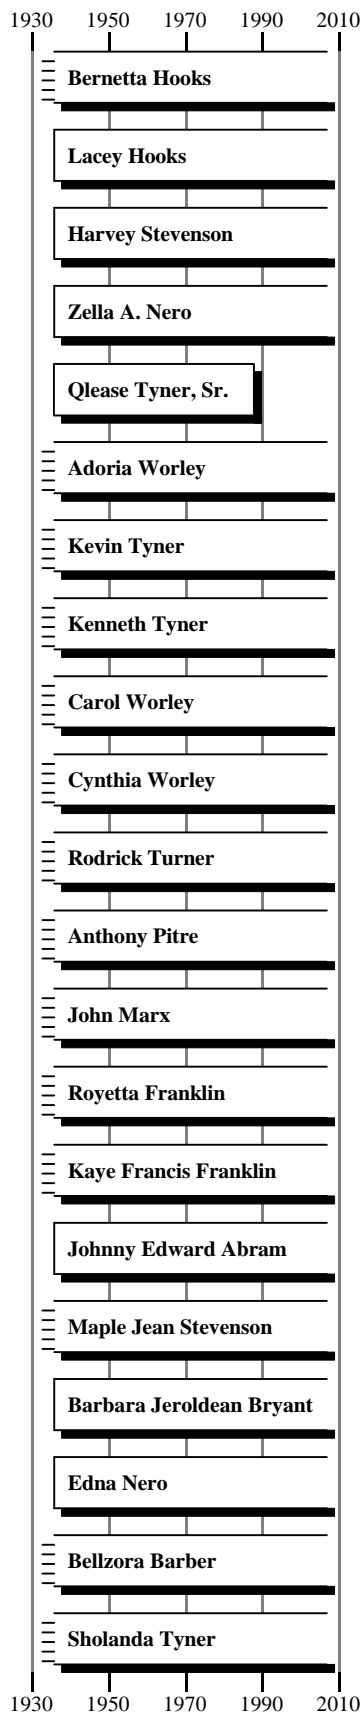 1930 1950 1970 1990 2010
Bernetta Hooks
Lacey Hooks
Harvey Stevenson
Zella A. Nero
Qlease Tyner, Sr.
Adoria Worley
Kevin Tyner
Kenneth Tyner
Carol Worley
Cynthia Worley
Rodrick Turner
Anthony Pitre
John Marx
Royetta Franklin
Kaye Francis Franklin
Johnny Edward Abram
Maple Jean Stevenson
Barbara Jeroldean Bryant
Edna Nero
Bellzora Barber
Sholanda Tyner
1930 1950 1970 1990 2010